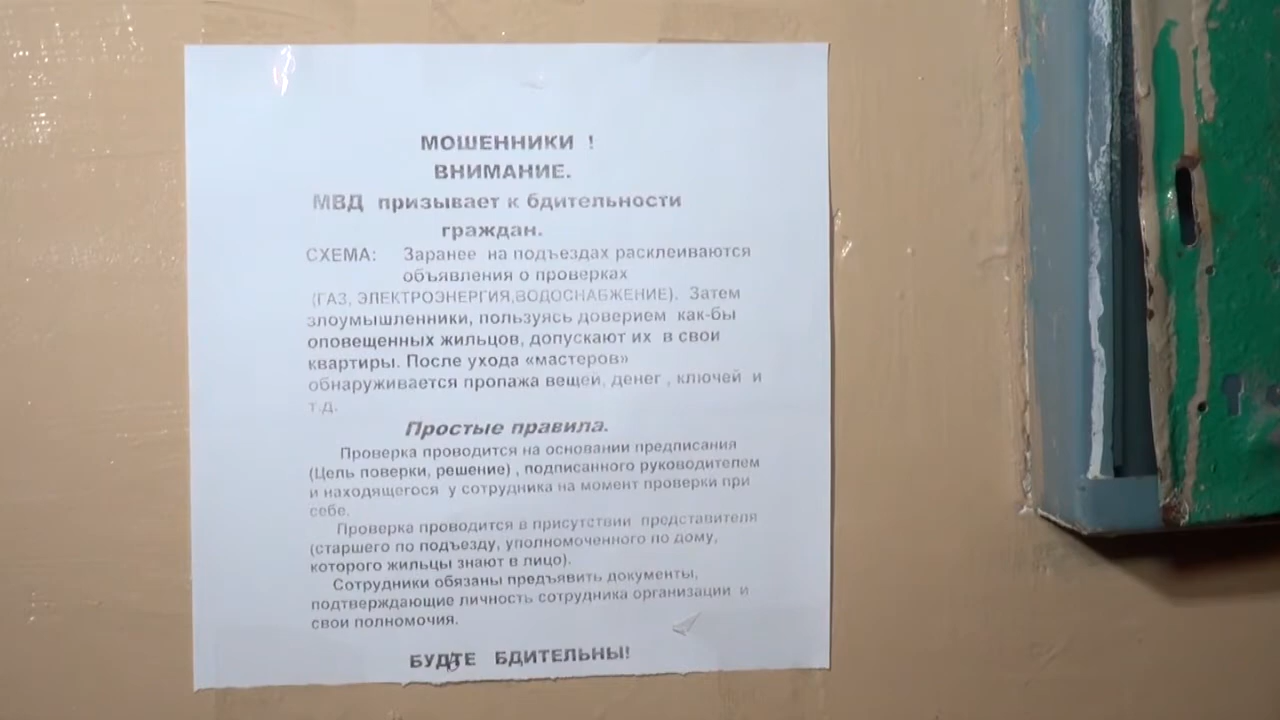 МОШЕННИКИ !
ВНИМАНИЕ.
МВД призывает к бдительности
граждан.
СХЕМА: Заранее на подъездах расклеиваются
объявления о проверках
(ГАЗ, ЭЛЕКТРОЭНЕРГИЯ,ВОДОСНАБЖЕНИЕ). Затем
злоумышленники, пользуясь доверием как-бы
оповещенных жильцов, допускают их в свои
квартиры. После ухода «мастеров»
обнаруживается пропажа вещей, денег , ключей и
т.д.
Простые правила.
Проверка проводится на основании предписания
(Цель поверки, решение) , подписанного руководителем
и находящегося у сотрудника на момент проверки при
себе.
Проверка проводится в присутствии представителя
(старшего по подъезду, уполномоченного по дому,
которого жильцы знают в лицо).
Сотрудники обязаны предъявить документы,
подтверждающие личность сотрудника организации и
свои полномочия.
БУДТЕ БДИТЕЛЬНЫ!